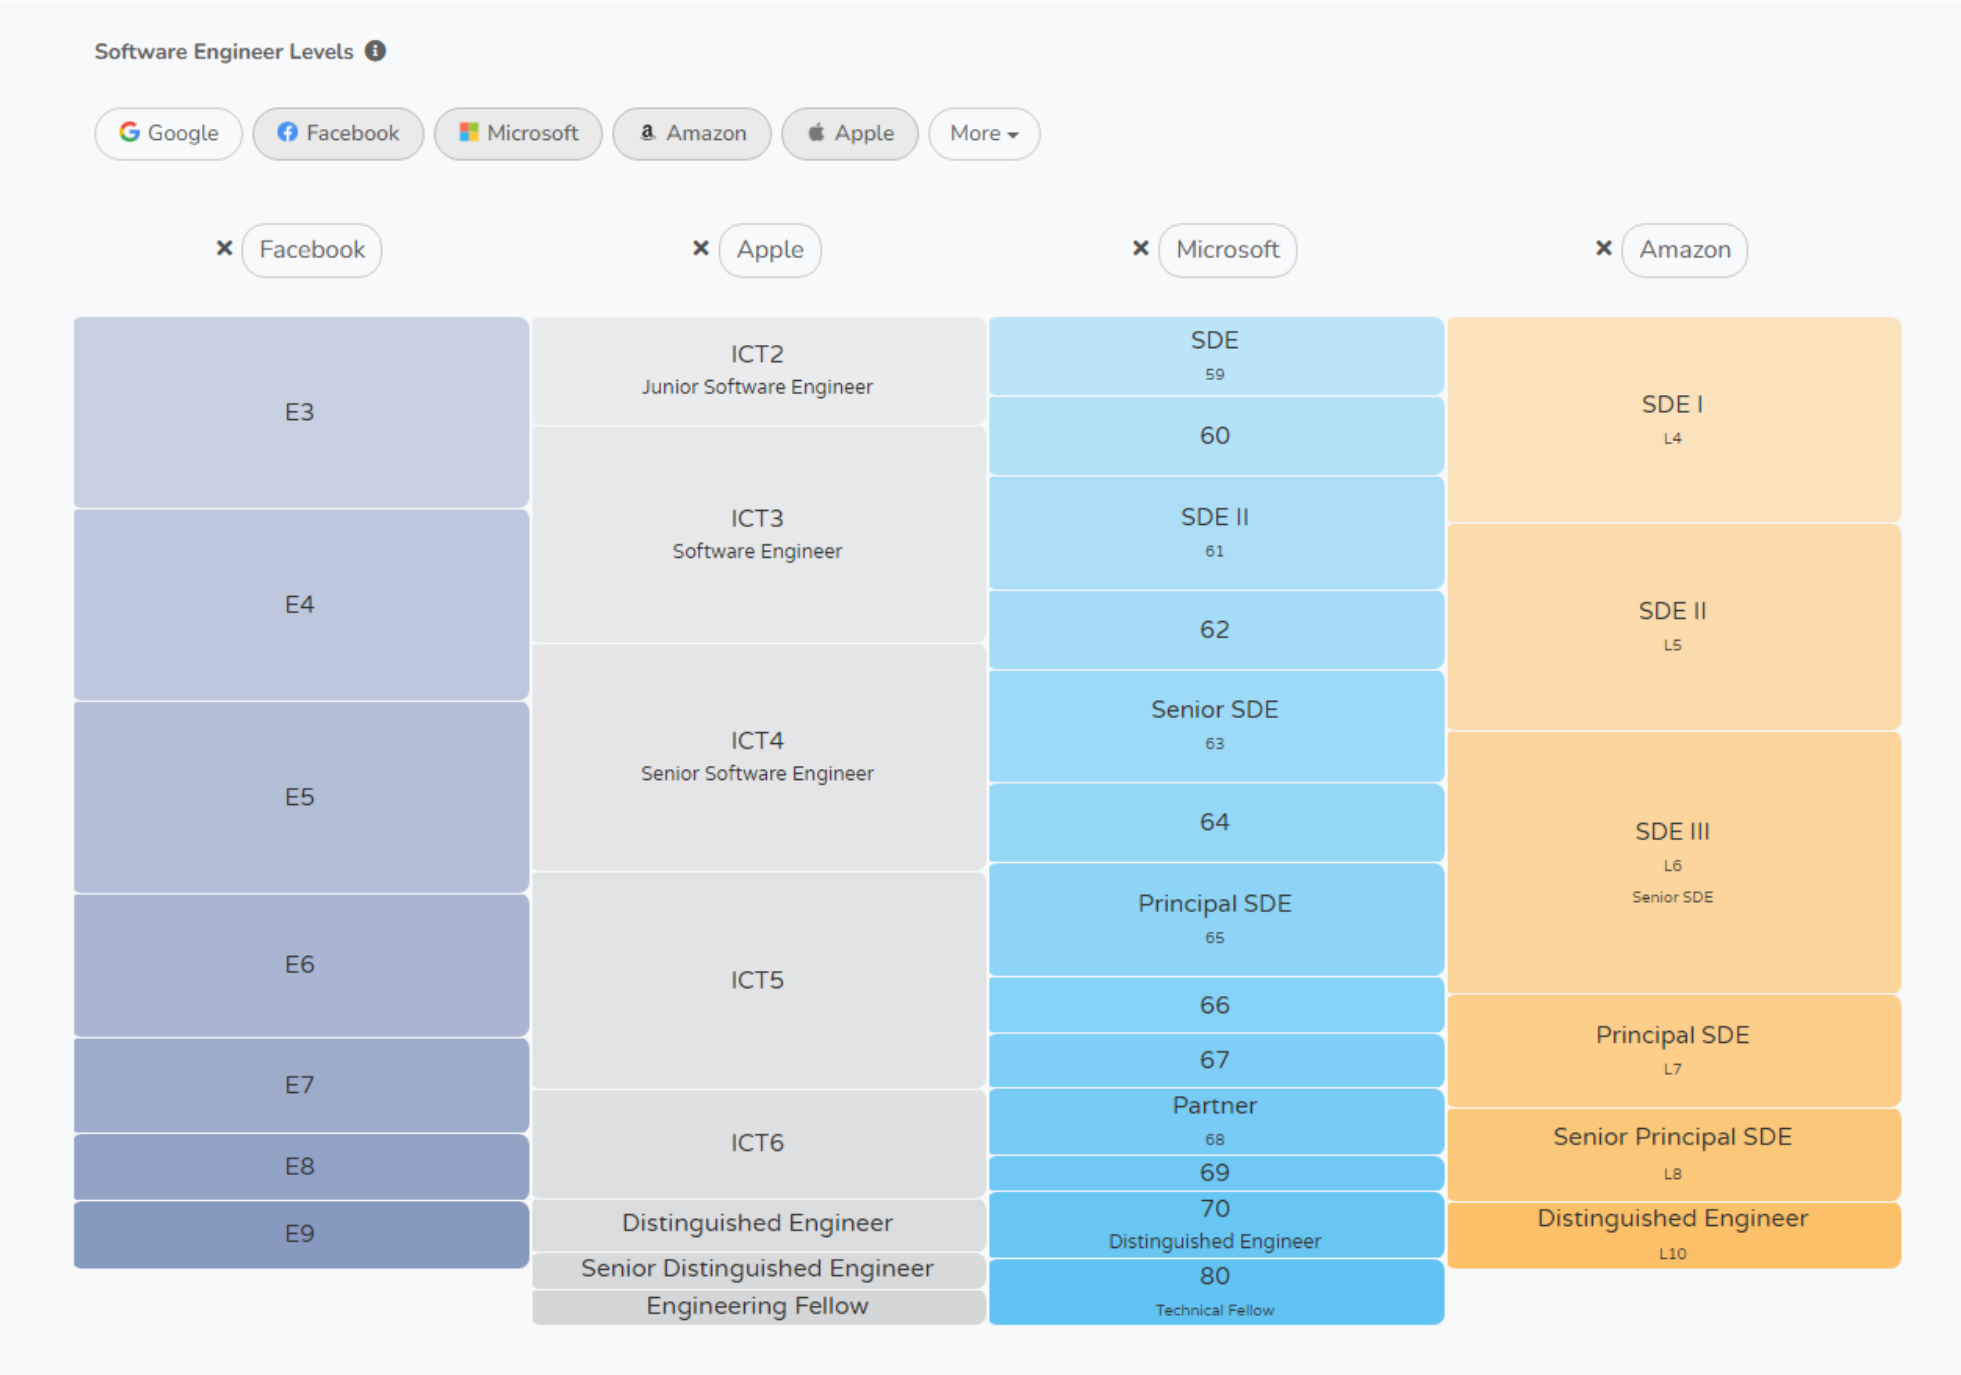 Software Engineer Levels
Google Facebook Microsoft Amazon Apple More
Facebook
Apple
Microsoft
Amazon
E3
E4
E5
E6
E7
E8
E9
ICT2
Junior Software Engineer
ICT3
Software Engineer
ICT4
Senior Software Engineer
ICT5
ICT6
Distinguished Engineer
Senior Distinguished Engineer
Engineering Fellow
SDE
59
60
SDE II
61
62
Senior SDE
63
64
Principal SDE
65
66
67
Partner
68
69
70
Distinguished Engineer
80
Technical Fellow
SDE I
L4
SDE II
L5
SDE III
L6
Senior SDE
Principal SDE
L7
Senior Principal SDE
L8
Distinguished Engineer
L10